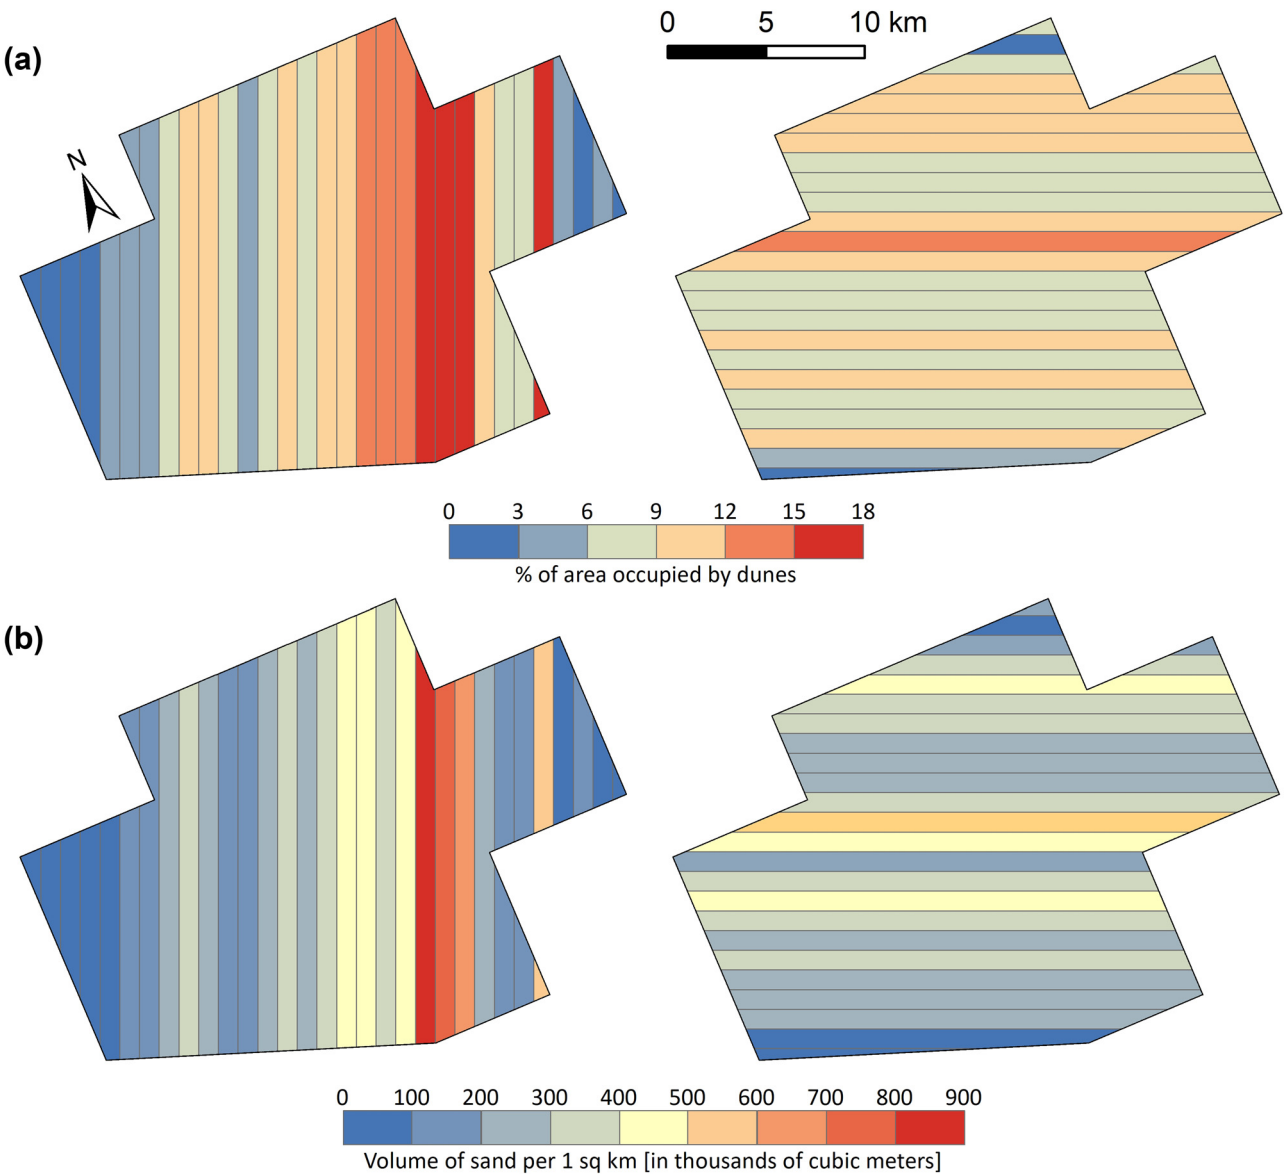 (a)
0 5 10 km
N
0 3 6 9 12 15 18
% of area occupied by dunes
(b)
0 100 200 300 400 500 600 700 800 900
Volume of sand per 1 sq km [in thousands of cubic meters]